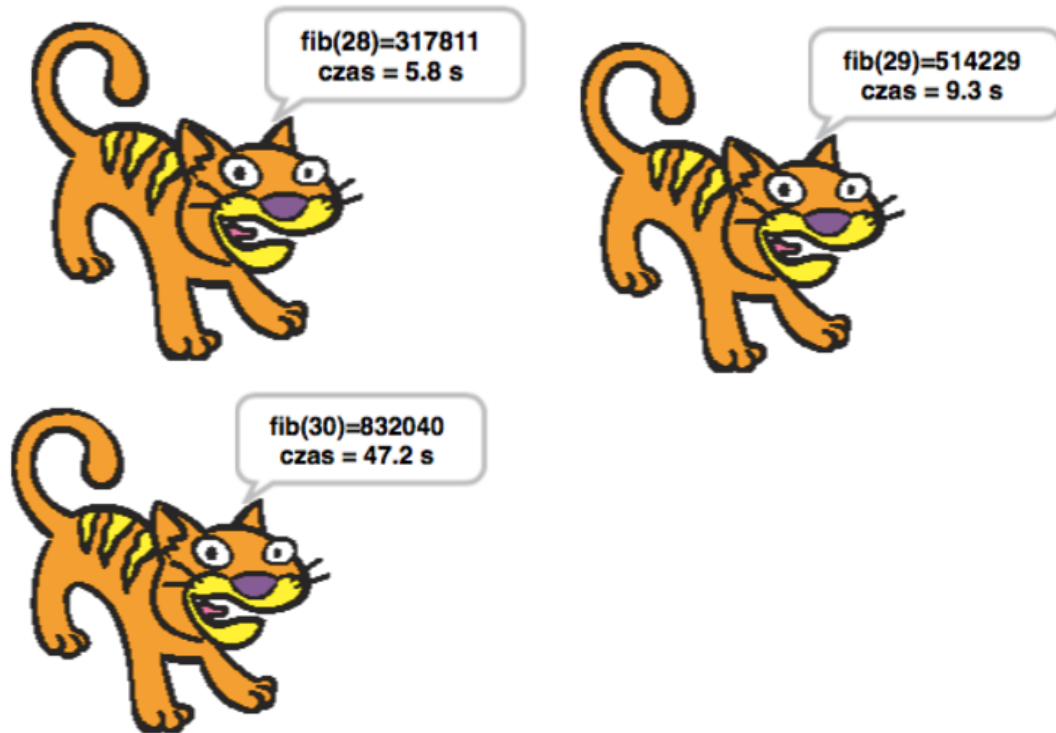 fib(28)=317811
czas = 5.8 s
fib(29)=514229
czas = 9.3 s
fib(30)=832040
czas = 47.2 s